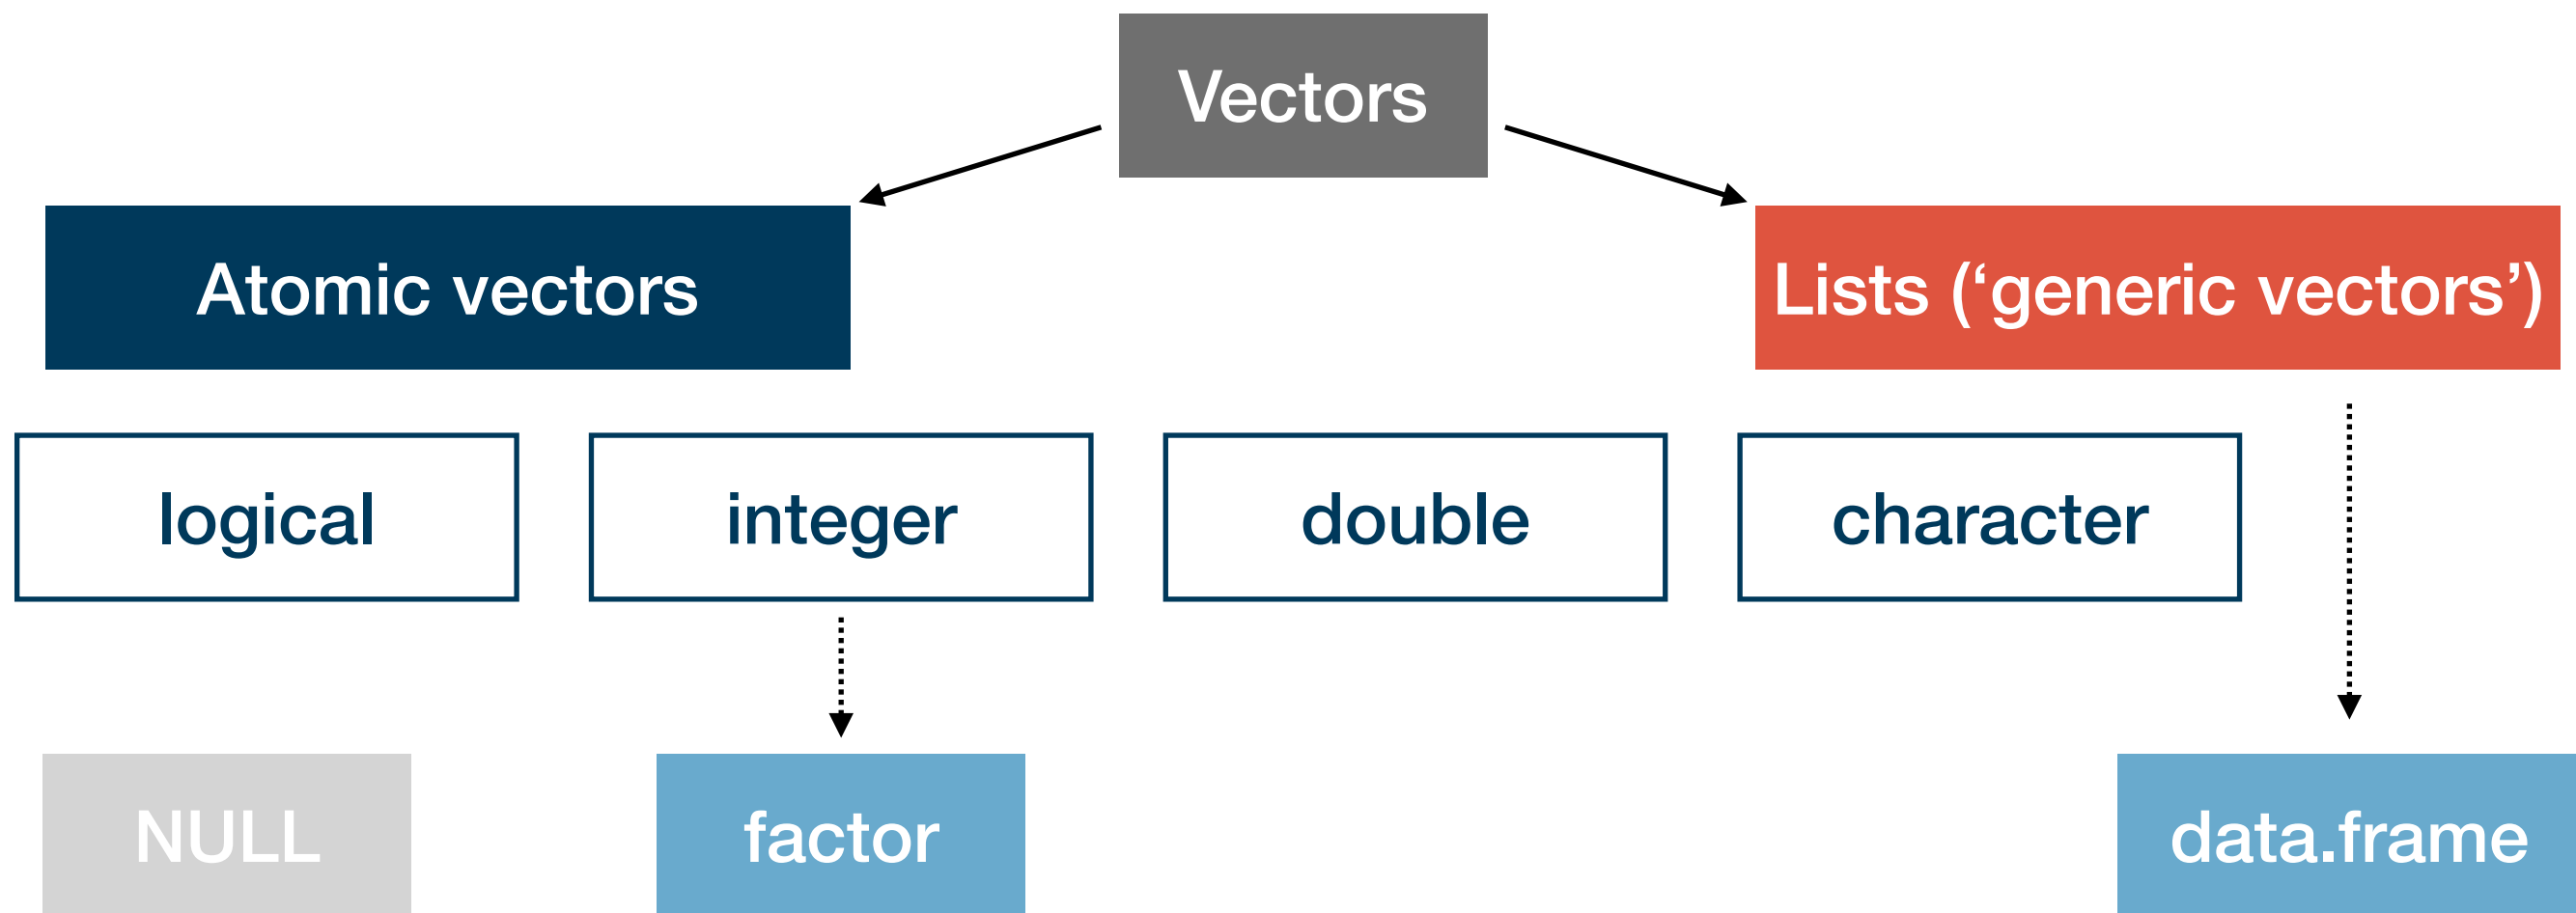 Vectors
Atomic vectors
Lists (‘generic vectors’)
logical
integer
double
character
NULL
factor
data.frame